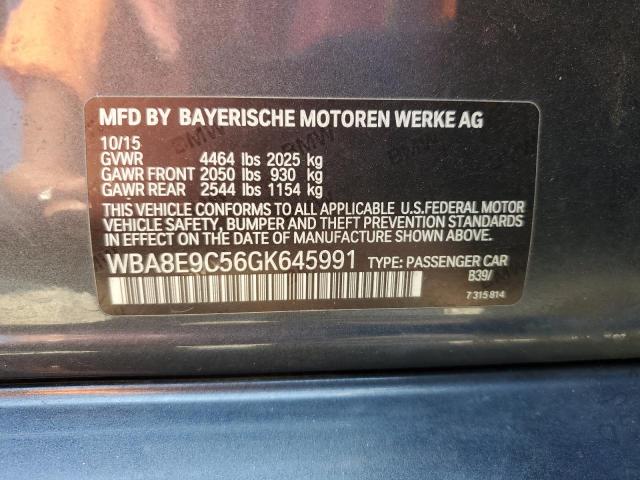 MFD BY BAYERISCHE MOTOREN WERKE AG
10/15
GVWR 4464 lbs 2025 kg
GAWR FRONT 2050 lbs 930 kg
GAWR REAR 2544 lbs 1154 kg
THIS VEHICLE CONFORMS TO ALL APPLICABLE U.S.FEDERAL MOTOR
VEHICLE SAFETY, BUMPER AND THEFT PREVENTION STANDARDS
IN EFFECT ON THE DATE OF MANUFACTURE SHOWN ABOVE.
WBA8E9C56GK645991 TYPE: PASSENGER CAR
B39/
7 315 814